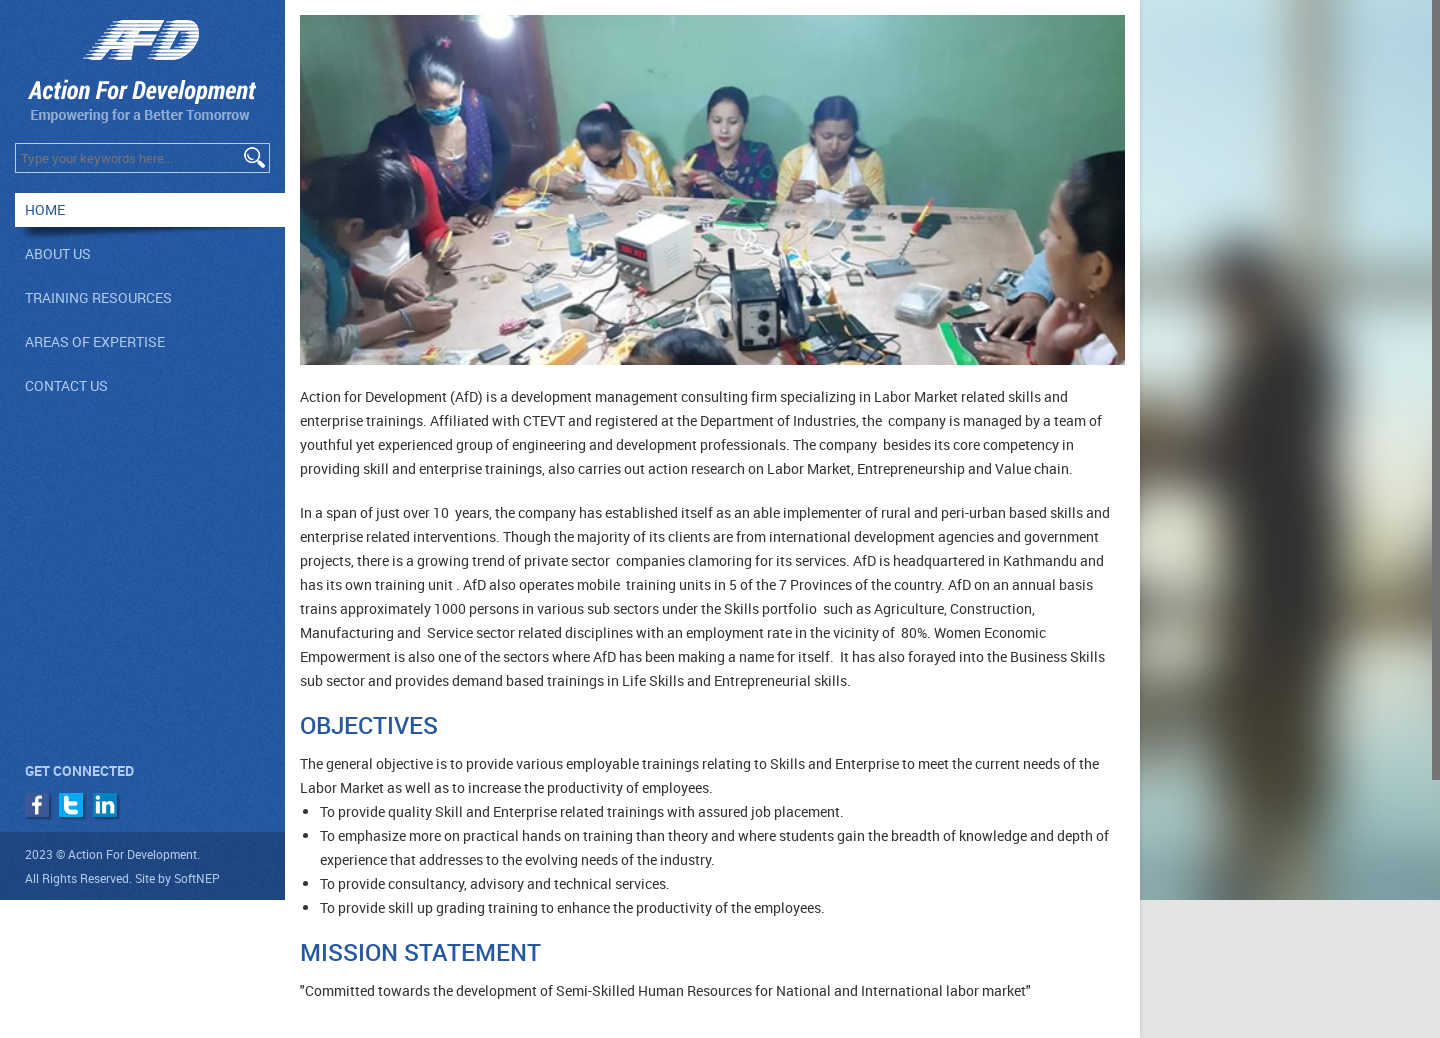 AFD
Action For Development
Empowering for a Better Tomorrow
Type your keywords here...
HOME
ABOUT US
TRAINING RESOURCES
AREAS OF EXPERTISE
CONTACT US
GET CONNECTED
2023 © Action For Development.
All Rights Reserved. Site by SoftNEP
Action for Development (AfD) is a development management consulting firm specializing in Labor Market related skills and
enterprise trainings. Affiliated with CTEVT and registered at the Department of Industries, the company is managed by a team of
youthful yet experienced group of engineering and development professionals. The company besides its core competency in
providing skill and enterprise trainings, also carries out action research on Labor Market, Entrepreneurship and Value chain.
In a span of just over 10 years, the company has established itself as an able implementer of rural and peri-urban based skills and
enterprise related interventions. Though the majority of its clients are from international development agencies and government
projects, there is a growing trend of private sector companies clamoring for its services. AfD is headquartered in Kathmandu and
has its own training unit . AfD also operates mobile training units in 5 of the 7 Provinces of the country. AfD on an annual basis
trains approximately 1000 persons in various sub sectors under the Skills portfolio such as Agriculture, Construction,
Manufacturing and Service sector related disciplines with an employment rate in the vicinity of 80%. Women Economic
Empowerment is also one of the sectors where AfD has been making a name for itself. It has also forayed into the Business Skills
sub sector and provides demand based trainings in Life Skills and Entrepreneurial skills.
OBJECTIVES
The general objective is to provide various employable trainings relating to Skills and Enterprise to meet the current needs of the
Labor Market as well as to increase the productivity of employees.
• To provide quality Skill and Enterprise related trainings with assured job placement.
• To emphasize more on practical hands on training than theory and where students gain the breadth of knowledge and depth of
experience that addresses to the evolving needs of the industry.
• To provide consultancy, advisory and technical services.
• To provide skill up grading training to enhance the productivity of the employees.
MISSION STATEMENT
"Committed towards the development of Semi-Skilled Human Resources for National and International labor market"